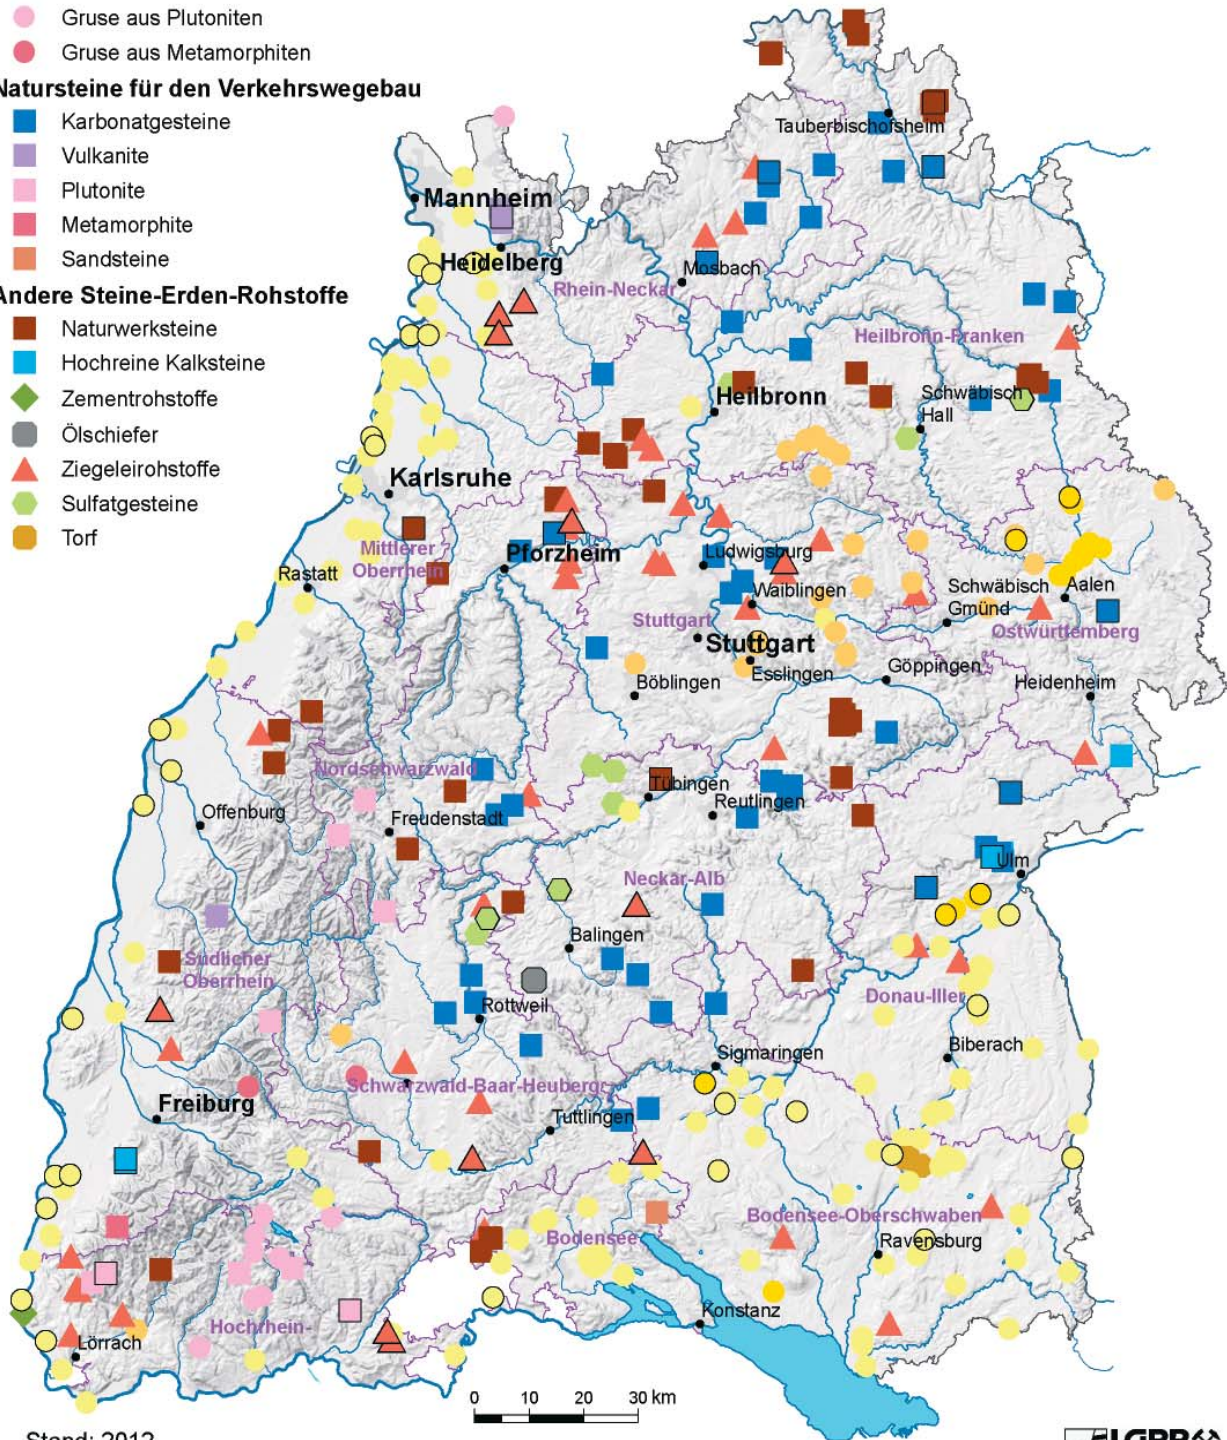 Gruse aus Plutoniten
Gruse aus Metamorphiten
Natursteine für den Verkehrswegebau
Karbonatgesteine
Vulkanite
Plutonite
Metamorphite
Sandsteine
Andere Steine-Erden-Rohstoffe
Naturwerksteine
Hochreine Kalksteine
Zementrohstoffe
Ölschiefer
Ziegeleirohstoffe
Sulfatgesteine
Torf
Tauberbischofsheim
Mannheim
Heidelberg
Mosbach
Rhein-Neckar
Heilbronn-Franken
Heilbronn
Schwäbisch
Hall
Karlsruhe
Mittlerer
Oberrhein
Pforzheim
Ludwigsburg
Rastatt
Waiblingen
Schwäbisch
Gmünd
Aalen
Stuttgart
Stuttgart
Ostwürttemberg
Esslingen
Göppingen
Böblingen
Heidenheim
Nordschwarzwald
Tübingen
Reutlingen
Offenburg
Freudenstadt
Ulm
Neckar-Alb
Balingen
Südlicher
Oberrhein
Donau-Iller
Rottweil
Biberach
Sigmaringen
Schwarzwald-Baar-Heuberg
Freiburg
Tuttlingen
Bodensee-Oberschwaben
Bodensee
Ravensburg
Konstanz
Hochrhein-
Lörrach
0 10 20 30 km
Stand: 2012
LGRB